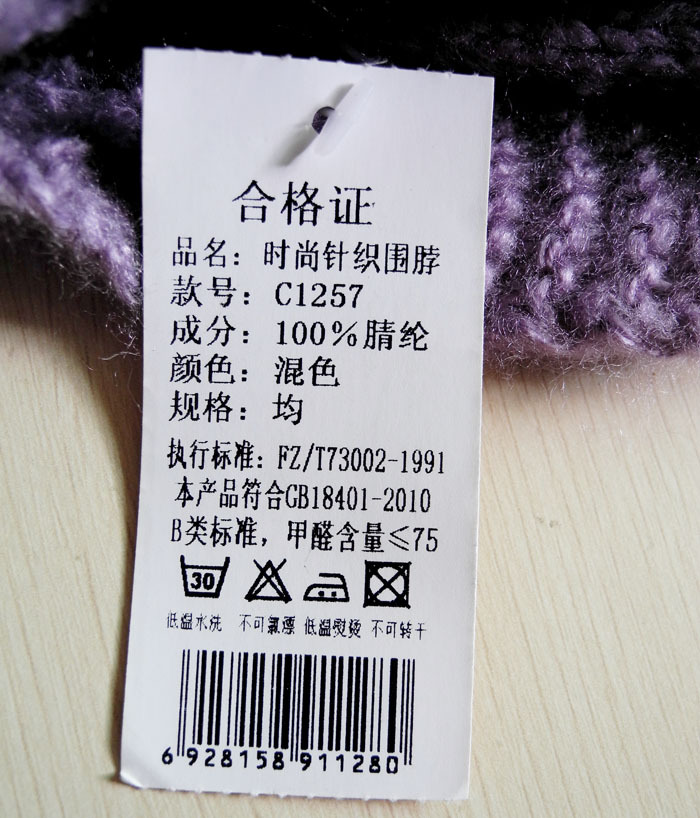 合格证
品名：时尚针织围脖
款号：C1257
成分：100%腈纶
颜色：混色
规格：均
执行标准：FZ/T73002-1991
本产品符合GB18401-2010
B类标准，甲醛含量≤75
30
低温水洗 不可氯漂 低温熨烫 不可转干
6 928158 911280